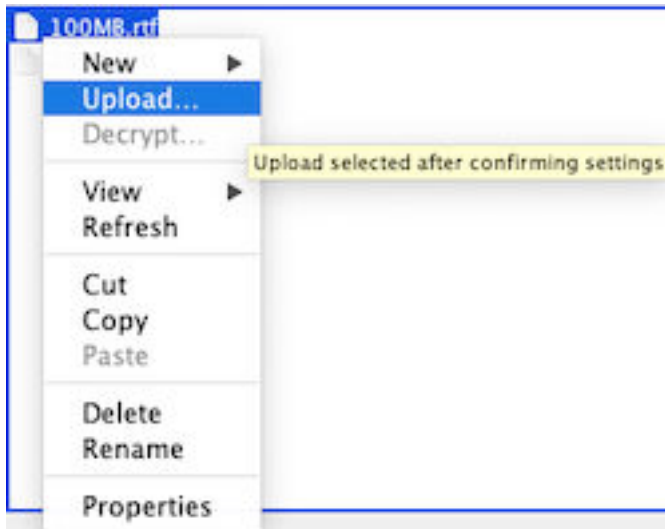 100MB.rtf
New
Upload...
Decrypt...
Upload selected after confirming settings
View
Refresh
Cut
Copy
Paste
Delete
Rename
Properties